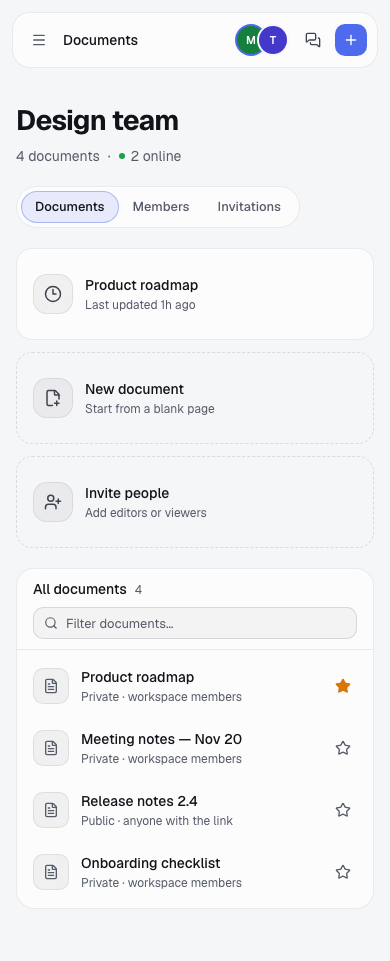 Documents
M
T
Design team
4 documents · 2 online
Documents
Members
Invitations
Product roadmap
Last updated 1h ago
New document
Start from a blank page
Invite people
Add editors or viewers
All documents 4
Filter documents…
Product roadmap
Private · workspace members
Meeting notes — Nov 20
Private · workspace members
Release notes 2.4
Public · anyone with the link
Onboarding checklist
Private · workspace members